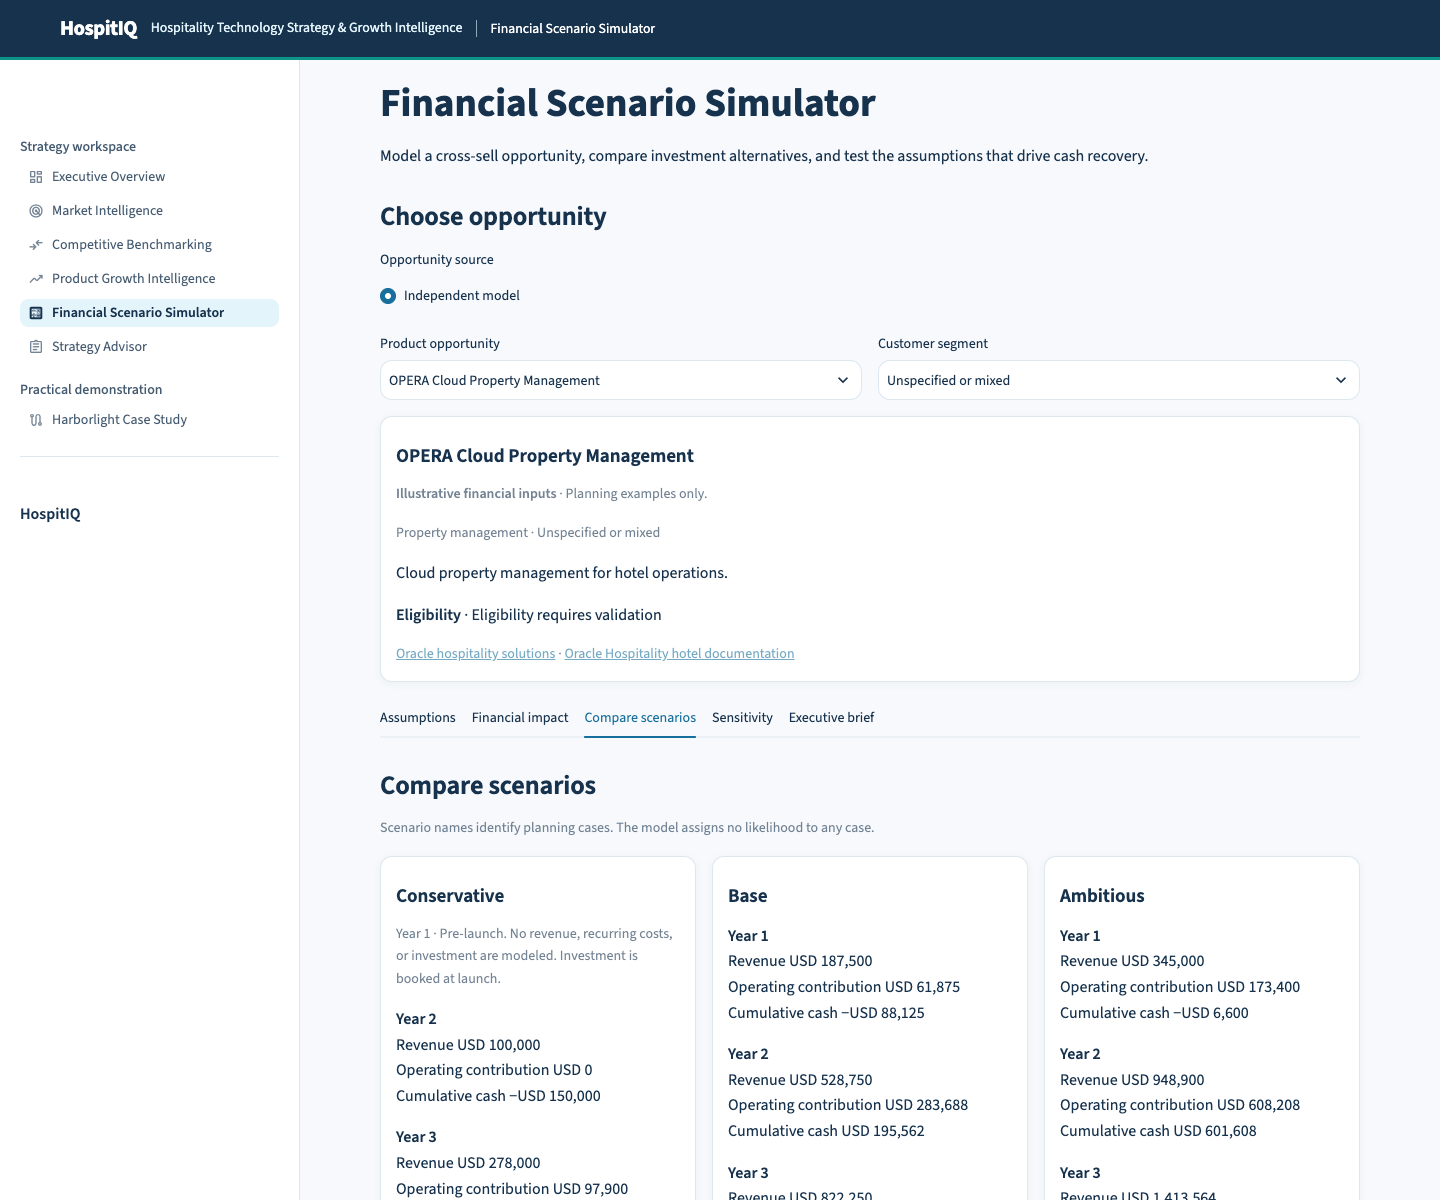 HospitIQ
Hospitality Technology Strategy & Growth Intelligence
Financial Scenario Simulator
Strategy workspace
Executive Overview
Market Intelligence
Competitive Benchmarking
Product Growth Intelligence
Financial Scenario Simulator
Strategy Advisor
Practical demonstration
Harborlight Case Study
HospitIQ
Financial Scenario Simulator
Model a cross-sell opportunity, compare investment alternatives, and test the assumptions that drive cash recovery.
Choose opportunity
Opportunity source
Independent model
Product opportunity
OPERA Cloud Property Management
Customer segment
Unspecified or mixed
OPERA Cloud Property Management
Illustrative financial inputs · Planning examples only.
Property management · Unspecified or mixed
Cloud property management for hotel operations.
Eligibility · Eligibility requires validation
Oracle hospitality solutions · Oracle Hospitality hotel documentation
Assumptions
Financial impact
Compare scenarios
Sensitivity
Executive brief
Compare scenarios
Scenario names identify planning cases. The model assigns no likelihood to any case.
Conservative
Year 1 · Pre-launch. No revenue, recurring costs,
or investment are modeled. Investment is
booked at launch.
Year 2
Revenue USD 100,000
Operating contribution USD 0
Cumulative cash −USD 150,000
Year 3
Revenue USD 278,000
Operating contribution USD 97,900
Base
Year 1
Revenue USD 187,500
Operating contribution USD 61,875
Cumulative cash −USD 88,125
Year 2
Revenue USD 528,750
Operating contribution USD 283,688
Cumulative cash USD 195,562
Year 3
Revenue USD 822,250
Ambitious
Year 1
Revenue USD 345,000
Operating contribution USD 173,400
Cumulative cash −USD 6,600
Year 2
Revenue USD 948,900
Operating contribution USD 608,208
Cumulative cash USD 601,608
Year 3
Revenue USD 1,413,564